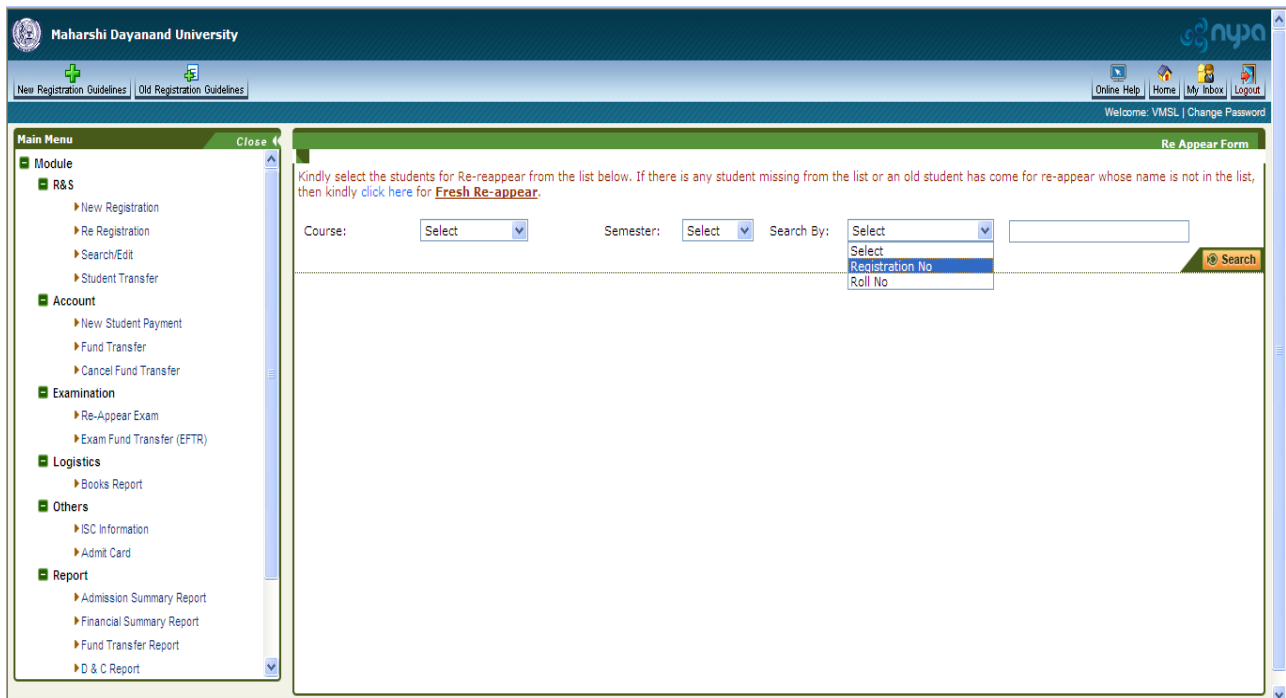 Maharshi Dayanand University
nypa
New Registration Guidelines Old Registration Guidelines
Online Help Home My Inbox Logout
Welcome: VMSL | Change Password
Main Menu Close
Re Appear Form
Module
R&S
New Registration
Re Registration
Search/Edit
Student Transfer
Account
New Student Payment
Fund Transfer
Cancel Fund Transfer
Examination
Re-Appear Exam
Exam Fund Transfer (EFTR)
Logistics
Books Report
Others
ISC Information
Admit Card
Report
Admission Summary Report
Financial Summary Report
Fund Transfer Report
D & C Report
Kindly select the students for Re-reappear from the list below. If there is any student missing from the list or an old student has come for re-appear whose name is not in the list,
then kindly click here for Fresh Re-appear.
Course: Select Semester: Select Search By: Select
Select
Registration No
Roll No
Search